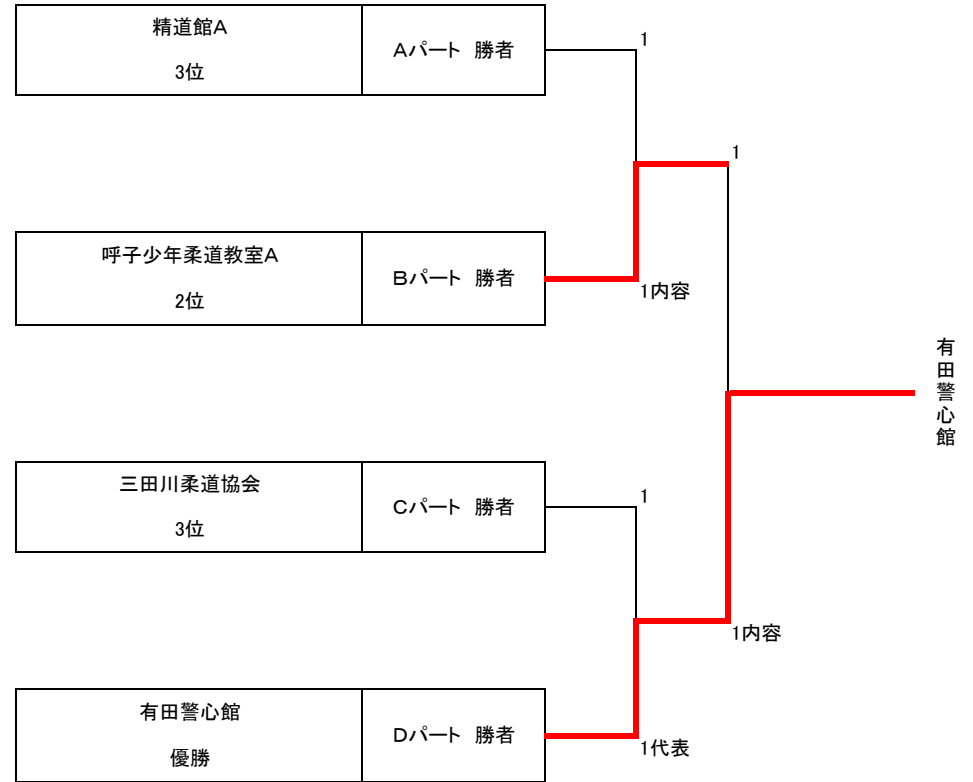 精道館A
3位
Aパート 勝者
1
1
呼子少年柔道教室A
2位
Bパート 勝者
1内容
有田警心館
三田川柔道協会
3位
Cパート 勝者
1
1内容
有田警心館
優勝
Dパート 勝者
1代表